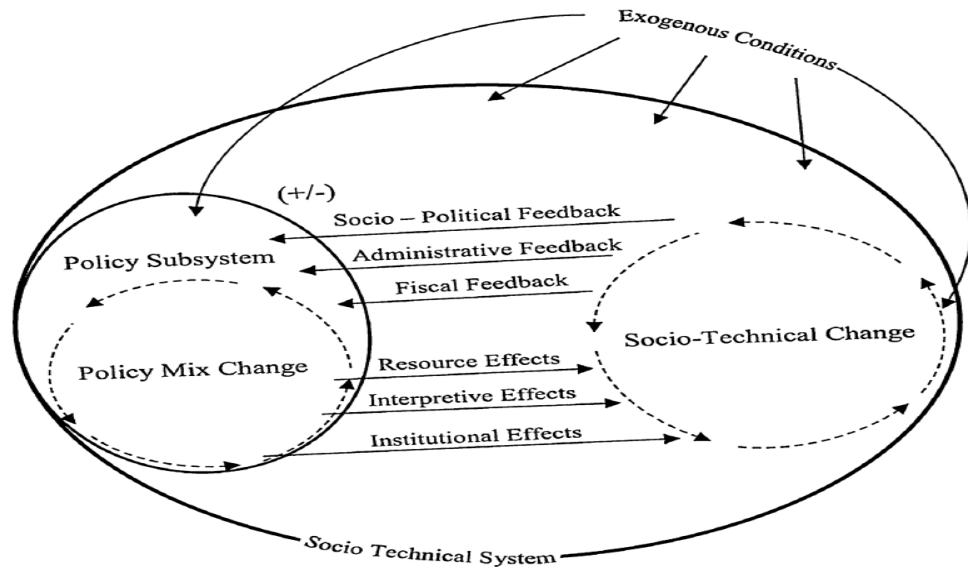 Exogenous Conditions
(+/-)
Socio – Political Feedback
Policy Subsystem
Administrative Feedback
Fiscal Feedback
Socio-Technical Change
Policy Mix Change
Resource Effects
Interpretive Effects
Institutional Effects
Socio Technical System